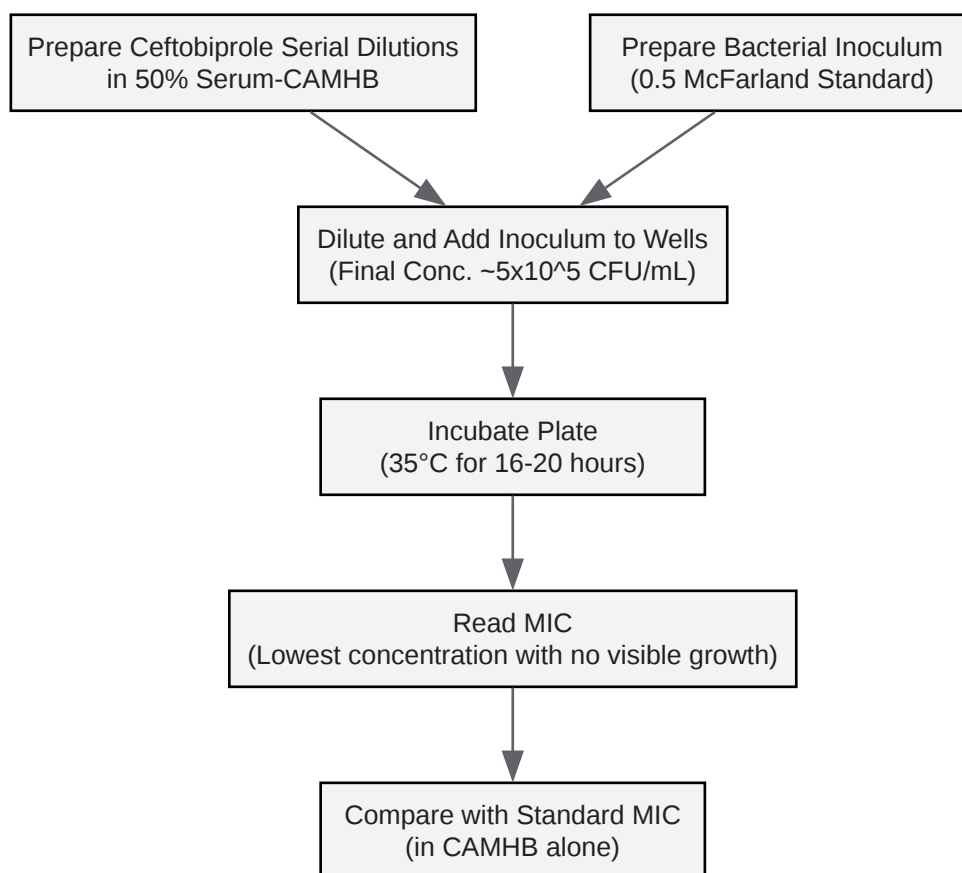 Prepare Ceftobiprole Serial Dilutions
in 50% Serum-CAMHB
Prepare Bacterial Inoculum
(0.5 McFarland Standard)
Dilute and Add Inoculum to Wells
(Final Conc. ~5x10^5 CFU/mL)
Incubate Plate
(35°C for 16-20 hours)
Read MIC
(Lowest concentration with no visible growth)
Compare with Standard MIC
(in CAMHB alone)